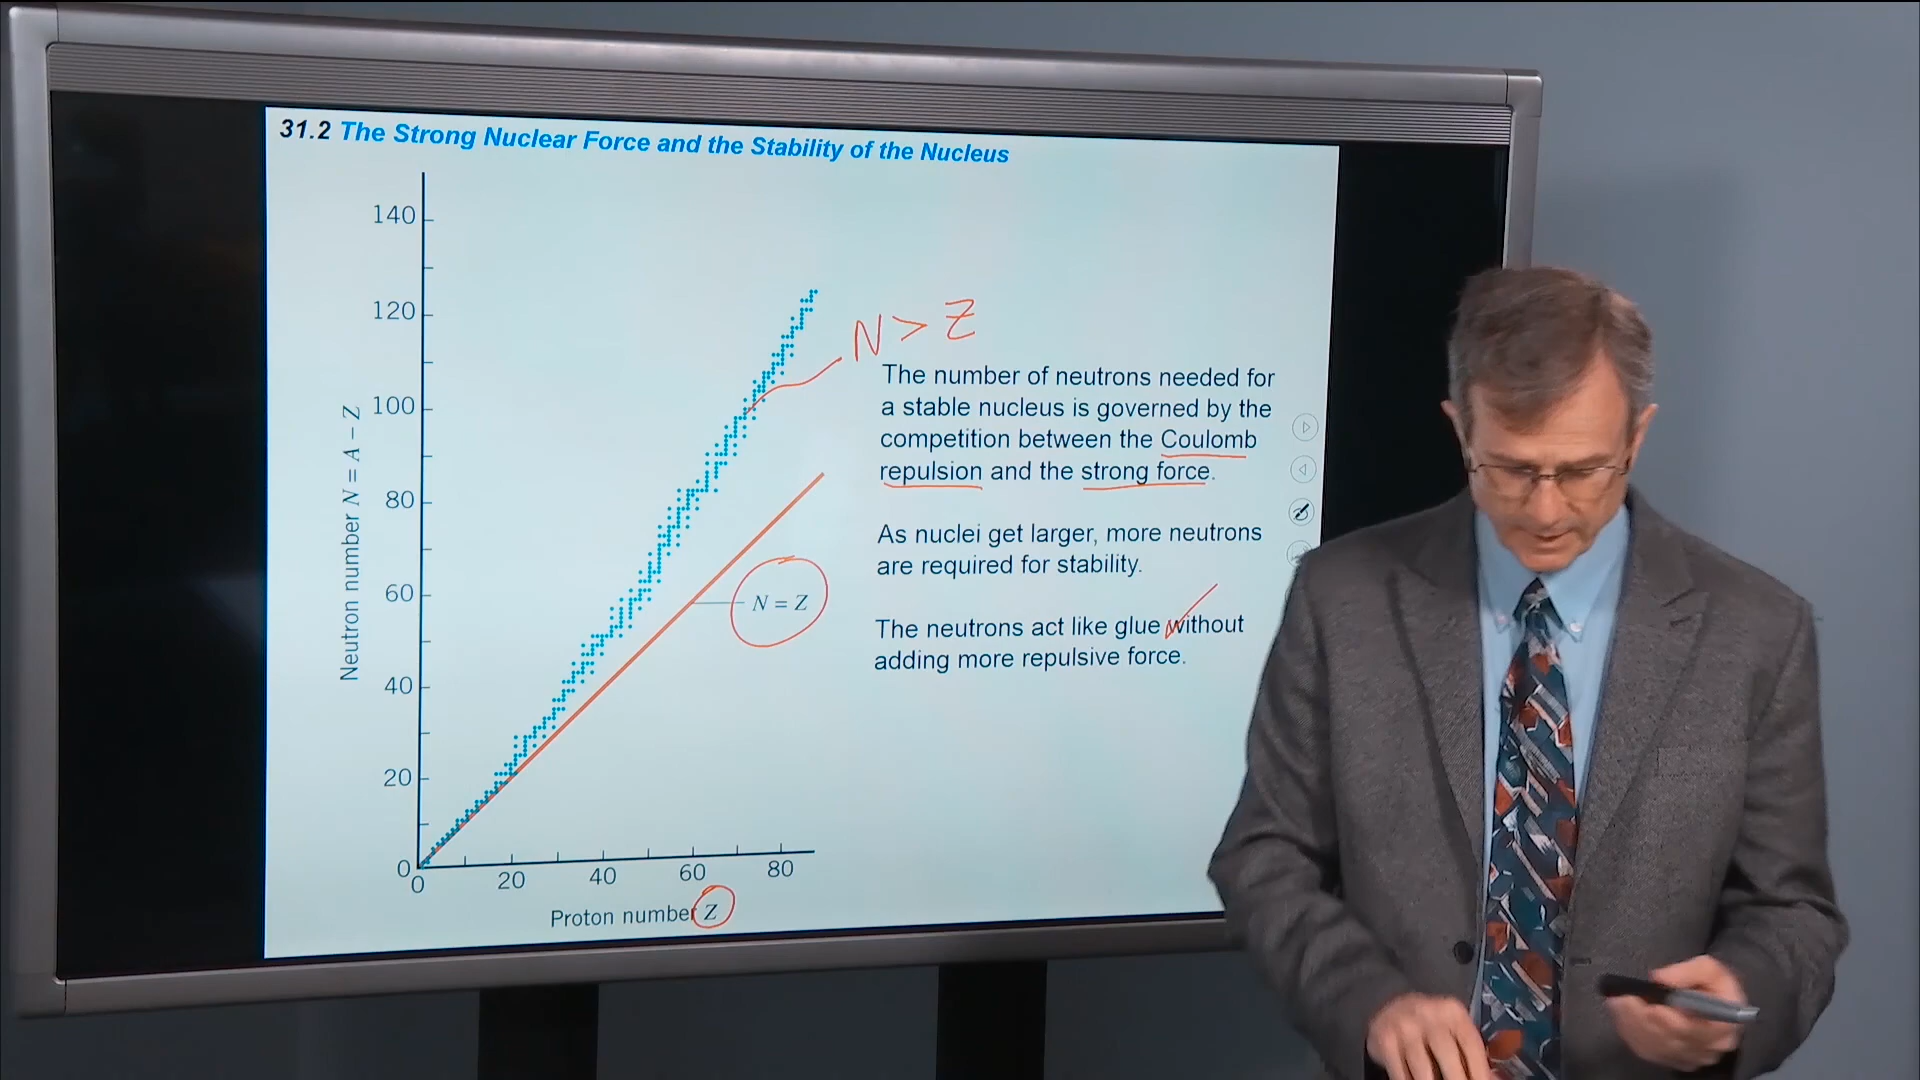 31.2 The Strong Nuclear Force and the Stability of the Nucleus
140
120
100
80
60
40
20
0
Neutron number N = A – Z
0
20
40
60
80
Proton number Z
N = Z
N > Z
The number of neutrons needed for
a stable nucleus is governed by the
competition between the Coulomb
repulsion and the strong force.
As nuclei get larger, more neutrons
are required for stability.
The neutrons act like glue without
adding more repulsive force.